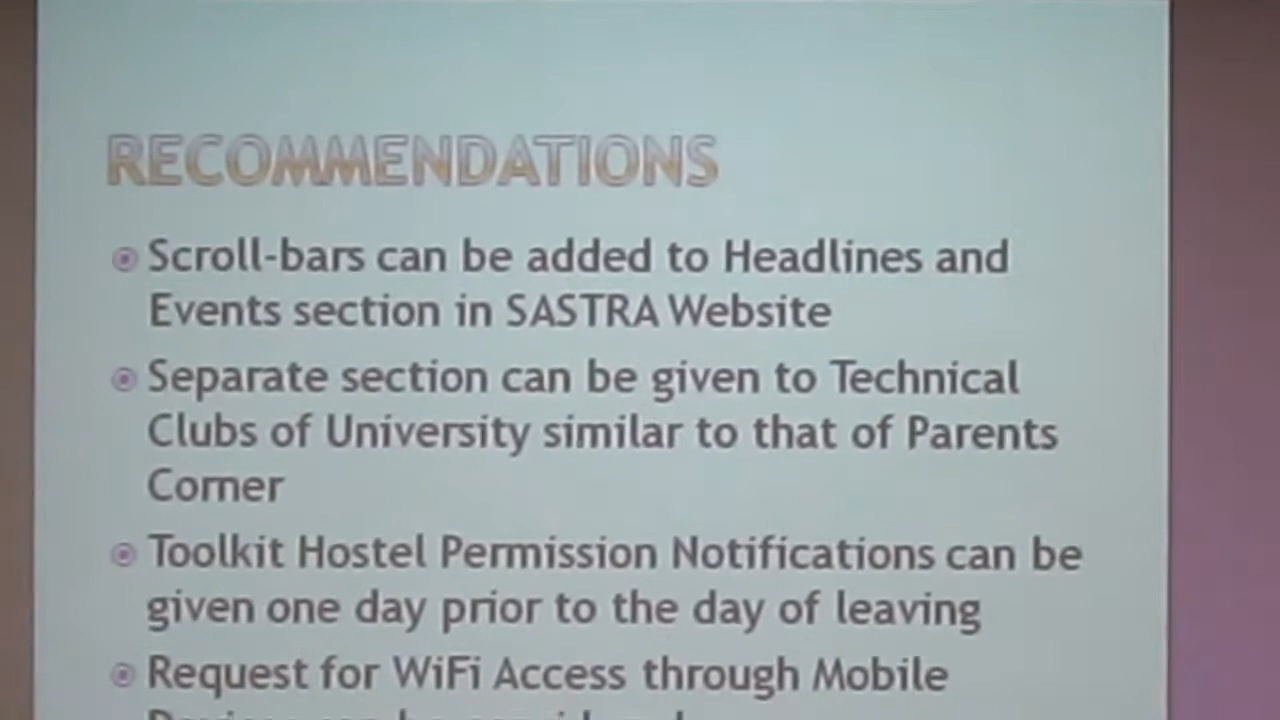 RECOMMENDATIONS
Scroll-bars can be added to Headlines and
Events section in SASTRA Website
Separate section can be given to Technical
Clubs of University similar to that of Parents
Corner
Toolkit Hostel Permission Notifications can be
given one day prior to the day of leaving
Request for WiFi Access through Mobile